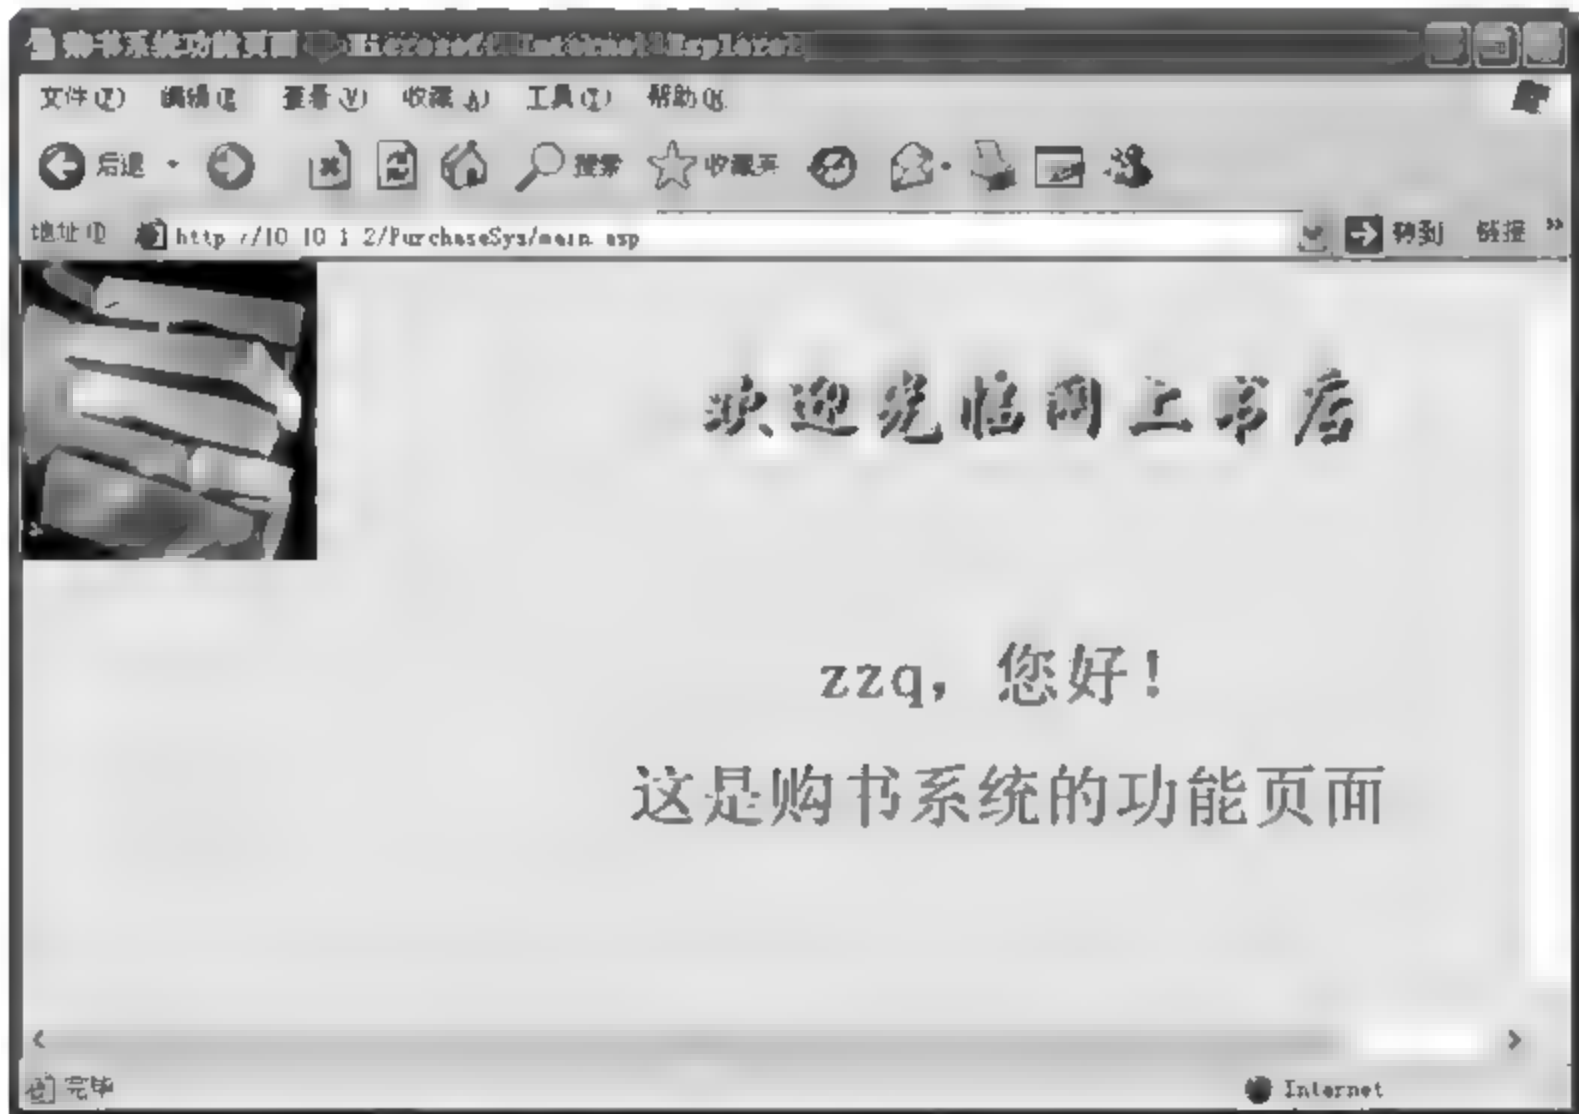 购书系统功能页面 - Microsoft Internet Explorer
文件(F) 编辑(E) 查看(V) 收藏(A) 工具(T) 帮助(H)
后退 搜索 收藏夹
地址(D) http://10.10.1.2/PurchaseSys/main.asp 转到 链接 »
欢迎光临网上书店
zzq，您好！
这是购书系统的功能页面
完毕 Internet